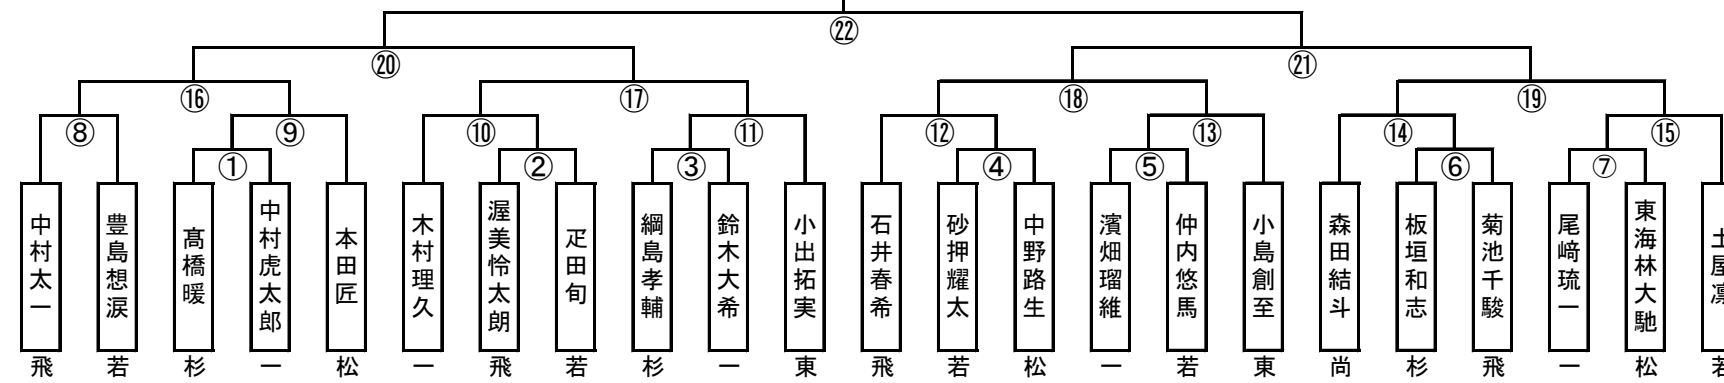 ㉒
⑳ ㉑
⑯ ⑰ ⑱ ⑲
⑧ ⑨ ⑩ ⑪ ⑫ ⑬ ⑭ ⑮
① ② ③ ④ ⑤ ⑥ ⑦
中村太一
豊島想涙
髙橋暖
中村虎太郎
本田匠
木村理久
渥美怜太朗
疋田旬
綱島孝輔
鈴木大希
小出拓実
石井春希
砂押耀太
中野路生
濱畑瑠維
仲内悠馬
小島創至
森田結斗
板垣和志
菊池千駿
尾﨑琉一
東海林大馳
土屋凛
飛 若 杉 一 松 一 飛 若 杉 一 東 飛 若 松 一 若 東 尚 杉 飛 一 松 若